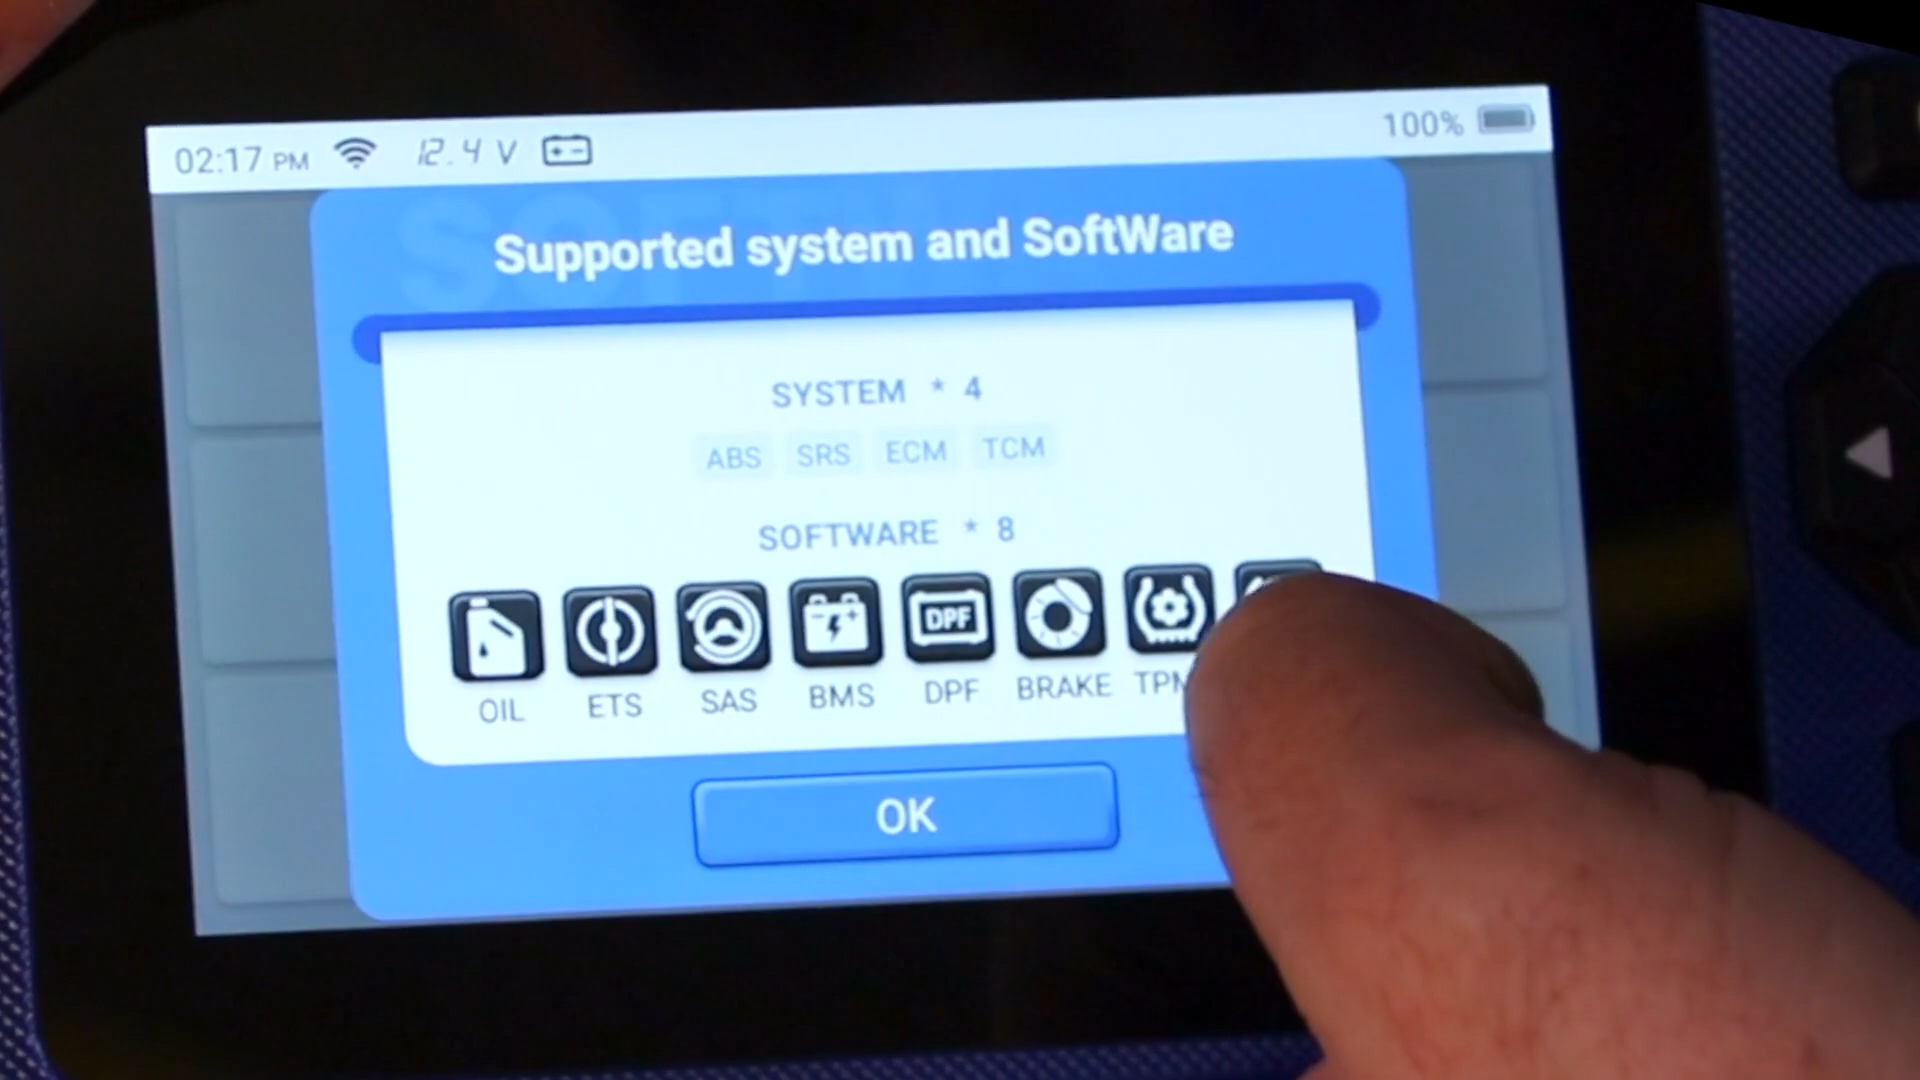 02:17 PM 12.4 V 100%
Supported system and SoftWare
SYSTEM * 4
ABS SRS ECM TCM
SOFTWARE * 8
DPF
OIL ETS SAS BMS DPF BRAKE
OK